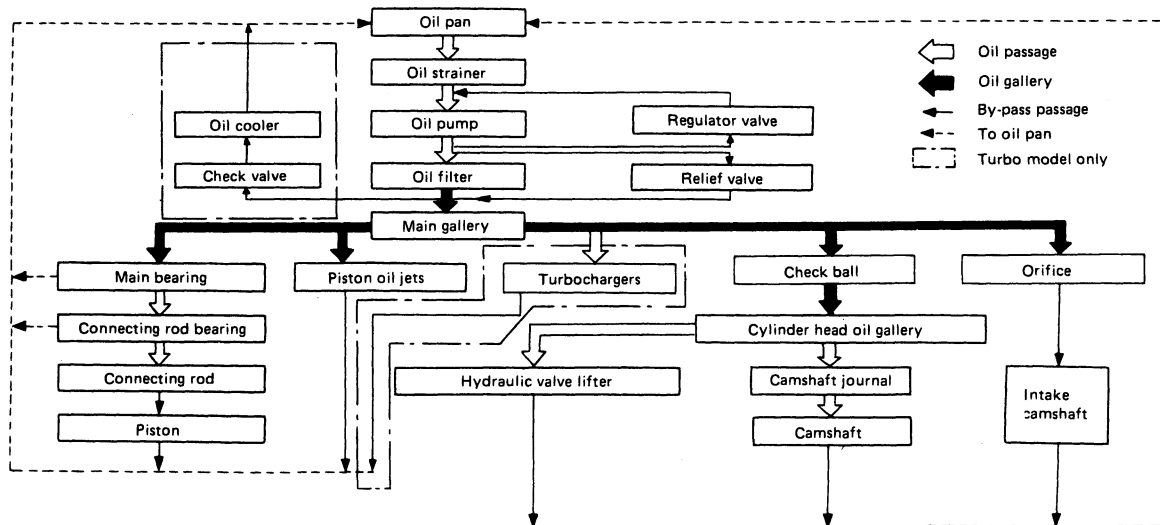 Oil pan
Oil strainer
Oil pump
Oil filter
Main gallery
Oil cooler
Check valve
Regulator valve
Relief valve
Oil passage
Oil gallery
By-pass passage
To oil pan
Turbo model only
Main bearing
Connecting rod bearing
Connecting rod
Piston
Piston oil jets
Turbochargers
Hydraulic valve lifter
Check ball
Cylinder head oil gallery
Camshaft journal
Camshaft
Orifice
Intake
camshaft